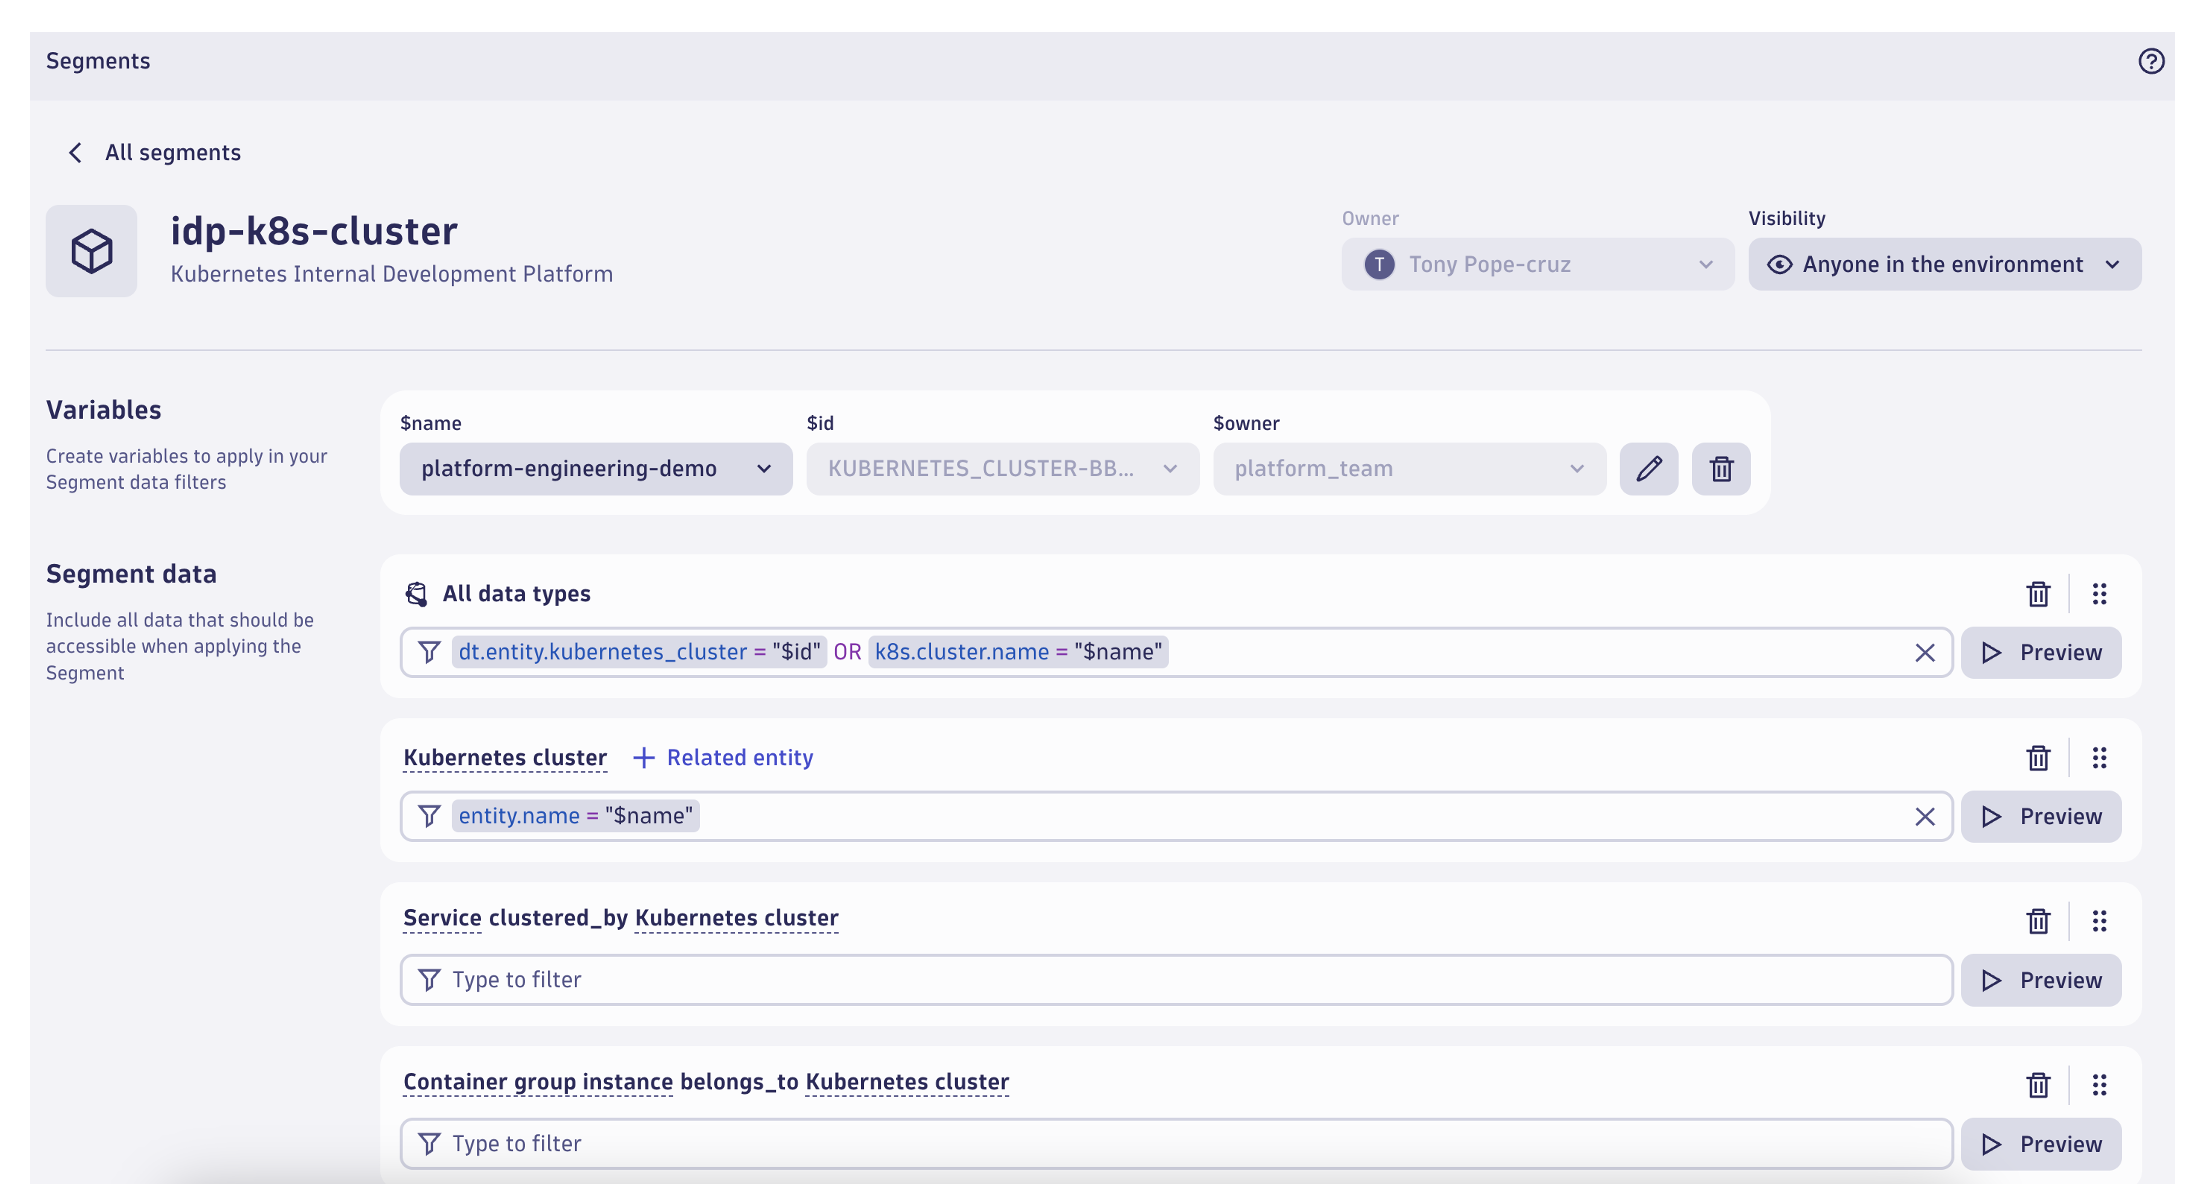 Segments
All segments
idp-k8s-cluster
Kubernetes Internal Development Platform
Owner
T Tony Pope-cruz
Visibility
Anyone in the environment
Variables
Create variables to apply in your
Segment data filters
$name
platform-engineering-demo
$id
KUBERNETES_CLUSTER-BB...
$owner
platform_team
Segment data
Include all data that should be
accessible when applying the
Segment
All data types
dt.entity.kubernetes_cluster = "$id" OR k8s.cluster.name = "$name"
Preview
Kubernetes cluster + Related entity
entity.name = "$name"
Preview
Service clustered_by Kubernetes cluster
Type to filter
Preview
Container group instance belongs_to Kubernetes cluster
Type to filter
Preview